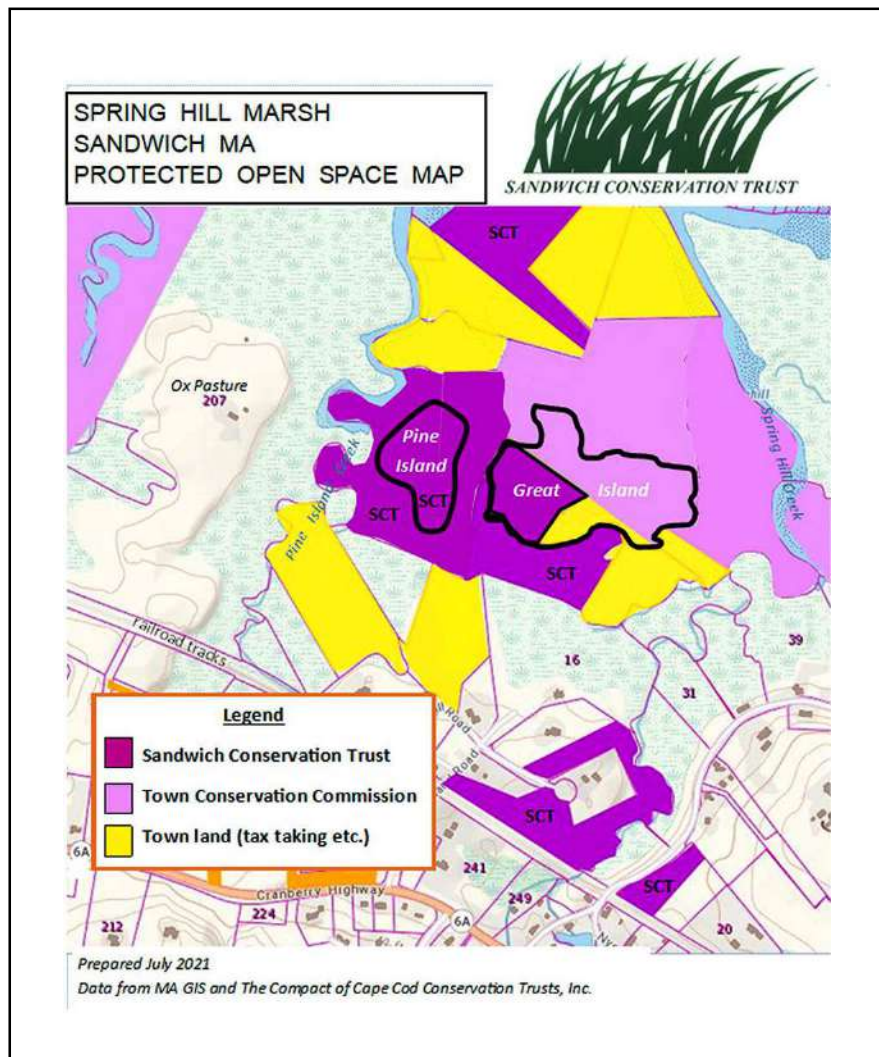 SPRING HILL MARSH
SANDWICH MA
PROTECTED OPEN SPACE MAP
SANDWICH CONSERVATION TRUST
SCT
Ox Pasture
207
Pine
Island
SCT
SCT
Great Island
SCT
Pine Island Creek
hill
Spring Hill Creek
railroad tracks
16
39
31
Road
Road
Legend
Sandwich Conservation Trust
Town Conservation Commission
Town land (tax taking etc.)
6A
SCT
241
SCT
249
Cranberry Highway
224
6A
212
20
Prepared July 2021
Data from MA GIS and The Compact of Cape Cod Conservation Trusts, Inc.